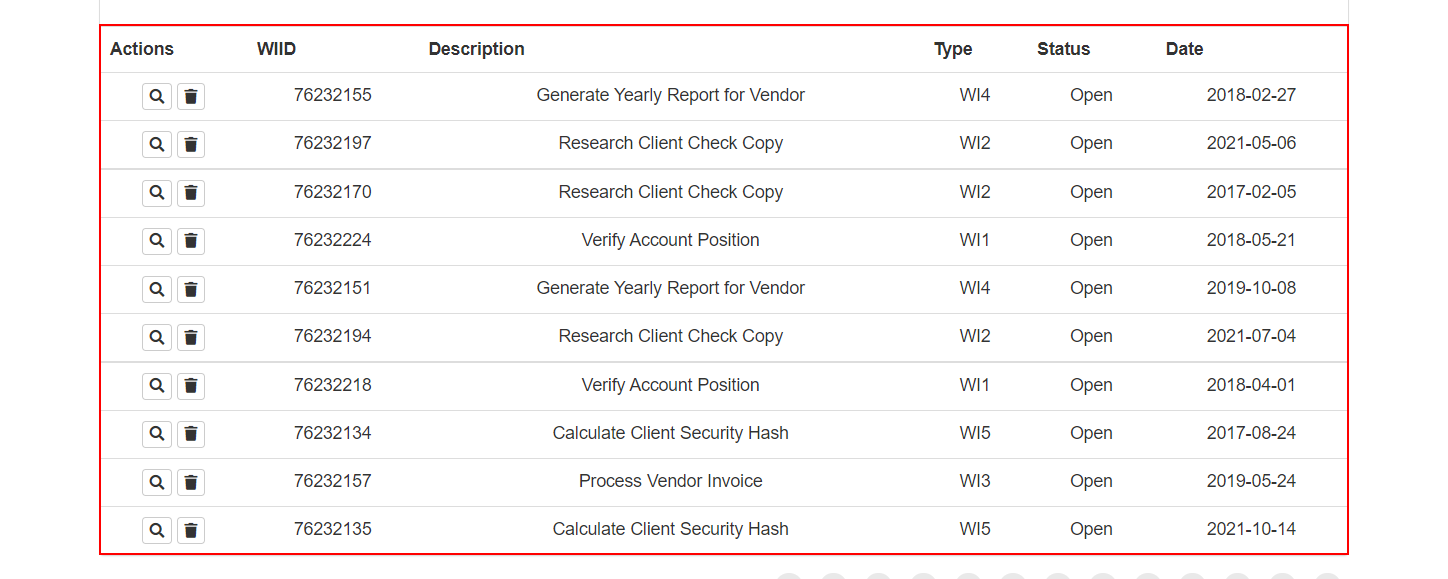 Actions WIID Description Type Status Date
76232155 Generate Yearly Report for Vendor WI4 Open 2018-02-27
76232197 Research Client Check Copy WI2 Open 2021-05-06
76232170 Research Client Check Copy WI2 Open 2017-02-05
76232224 Verify Account Position WI1 Open 2018-05-21
76232151 Generate Yearly Report for Vendor WI4 Open 2019-10-08
76232194 Research Client Check Copy WI2 Open 2021-07-04
76232218 Verify Account Position WI1 Open 2018-04-01
76232134 Calculate Client Security Hash WI5 Open 2017-08-24
76232157 Process Vendor Invoice WI3 Open 2019-05-24
76232135 Calculate Client Security Hash WI5 Open 2021-10-14